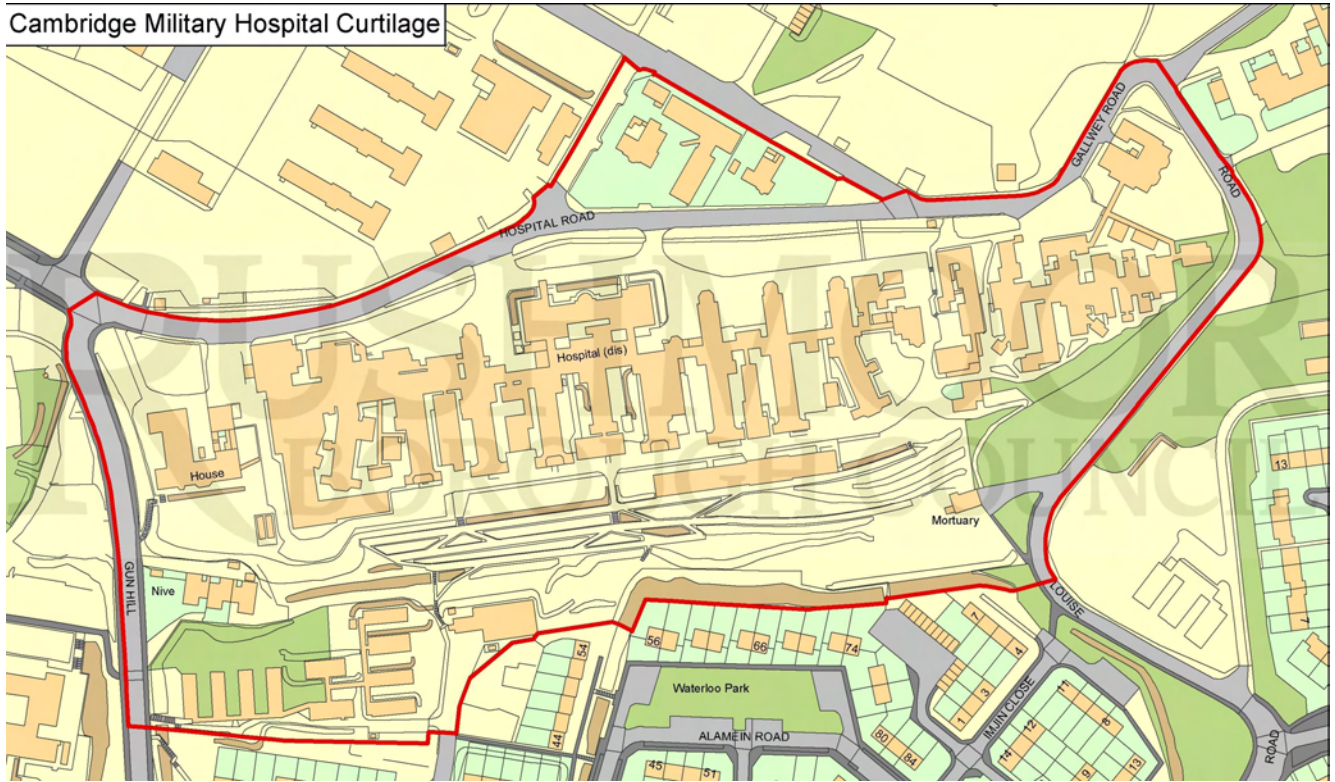 Cambridge Military Hospital Curtilage
GALLWEY ROAD
ROAD
HOSPITAL ROAD
RUSHMOOR
BOROUGH COUNCIL
Hospital (dis)
House
13
Mortuary
GUN HILL
Nive
LOUISE
7
4
3
1
7
56
66
74
54
44
Waterloo Park
IMJIN CLOSE
11
8
12
14
9
13
80
84
ALAMEIN ROAD
45
51
ROAD